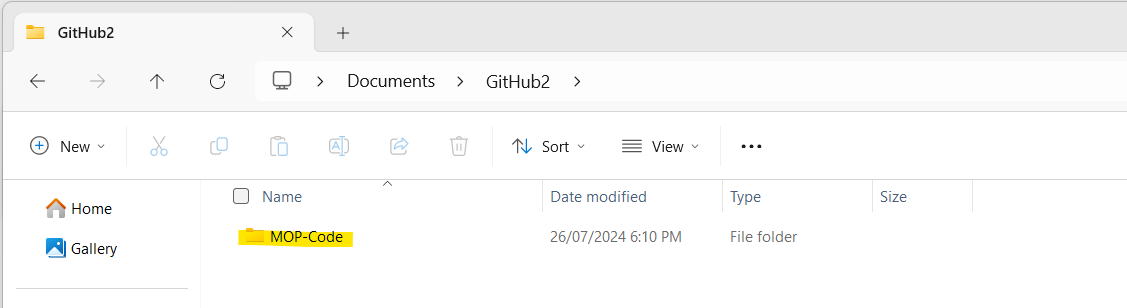 GitHub2
Documents GitHub2
New Sort View
Name Date modified Type Size
Home
MOP-Code 26/07/2024 6:10 PM File folder
Gallery